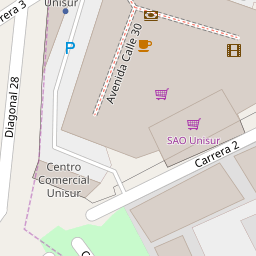 Unisur
Carrera 3
P
Avenida Calle 30
Diagonal 28
SAO Unisur
Carrera 2
Centro
Comercial
Unisur